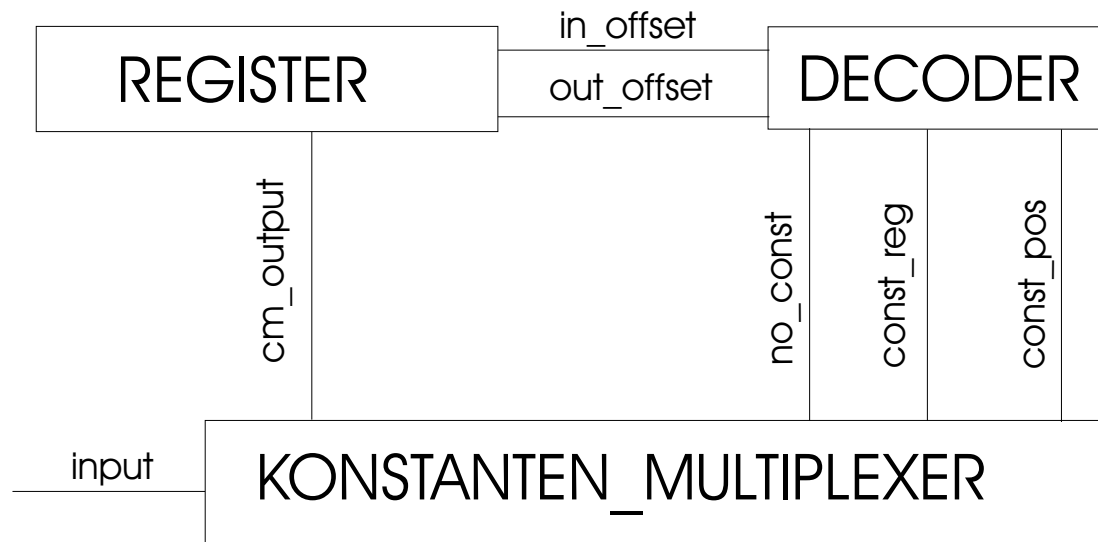 in_offset
REGISTER
out_offset
DECODER
cm_output
no_const
const_reg
const_pos
input
KONSTANTEN_MULTIPLEXER